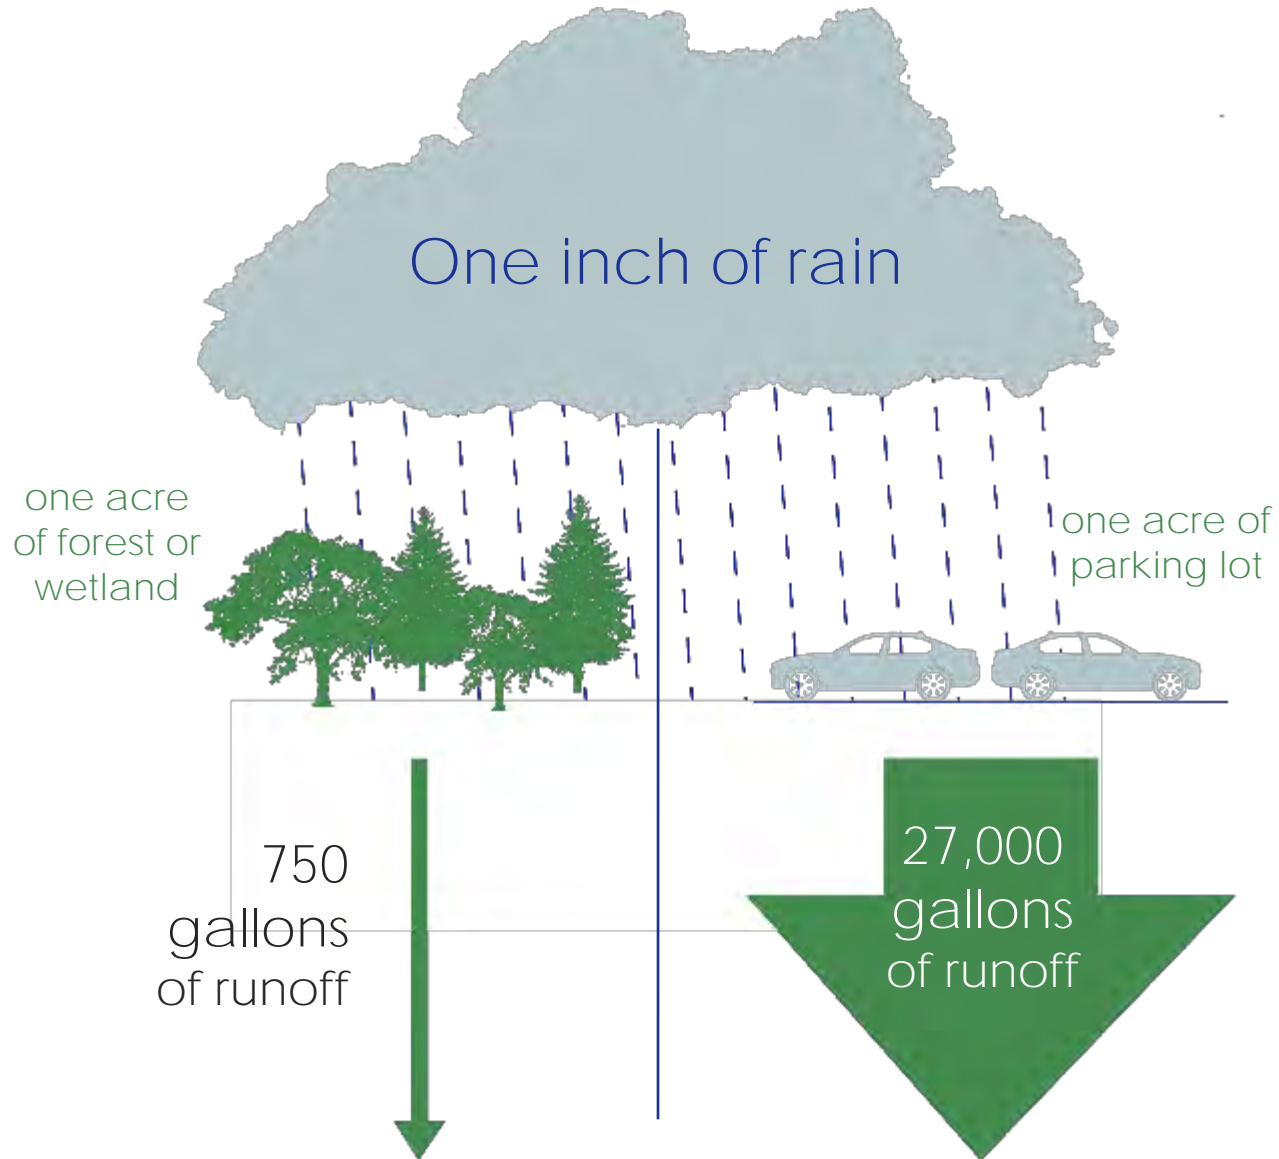 One inch of rain
one acre
of forest or
wetland
one acre of
parking lot
750
gallons
of runoff
27,000
gallons
of runoff